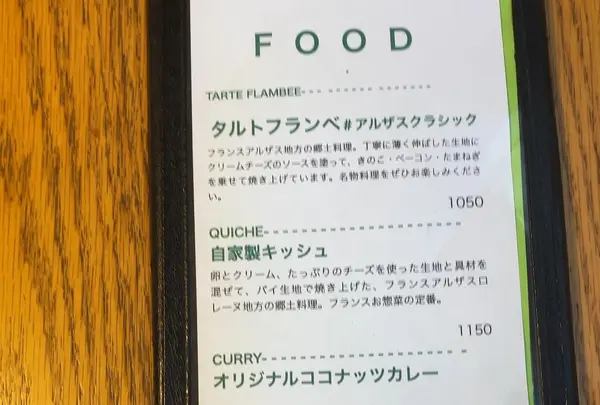 FOOD
TARTE FLAMBEE
タルトフランベ#アルザスクラシック
フランスアルザス地方の郷土料理。丁寧に薄く伸ばした生地に
クリームチーズのソースを塗って、きのこ・ベーコン・たまねぎ
を乗せて焼き上げています。名物料理をぜひお楽しみくださ
い。
1050
QUICHE
自家製キッシュ
卵とクリーム、たっぷりのチーズを使った生地と具材を
混ぜて、パイ生地で焼き上げた、フランスアルザスロ
レーヌ地方の郷土料理。フランスお惣菜の定番。
1150
CURRY
オリジナルココナッツカレー